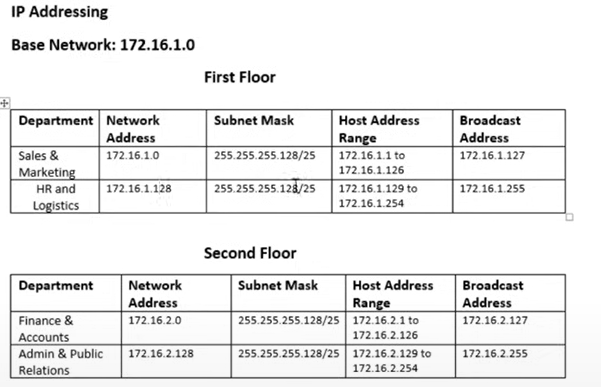 IP Addressing
Base Network: 172.16.1.0
First Floor
Department Network Address Subnet Mask Host Address Range Broadcast Address
Sales & Marketing 172.16.1.0 255.255.255.128/25 172.16.1.1 to 172.16.1.126 172.16.1.127
HR and Logistics 172.16.1.128 255.255.255.128/25 172.16.1.129 to 172.16.1.254 172.16.1.255
Second Floor
Department Network Address Subnet Mask Host Address Range Broadcast Address
Finance & Accounts 172.16.2.0 255.255.255.128/25 172.16.2.1 to 172.16.2.126 172.16.2.127
Admin & Public Relations 172.16.2.128 255.255.255.128/25 172.16.2.129 to 172.16.2.254 172.16.2.255